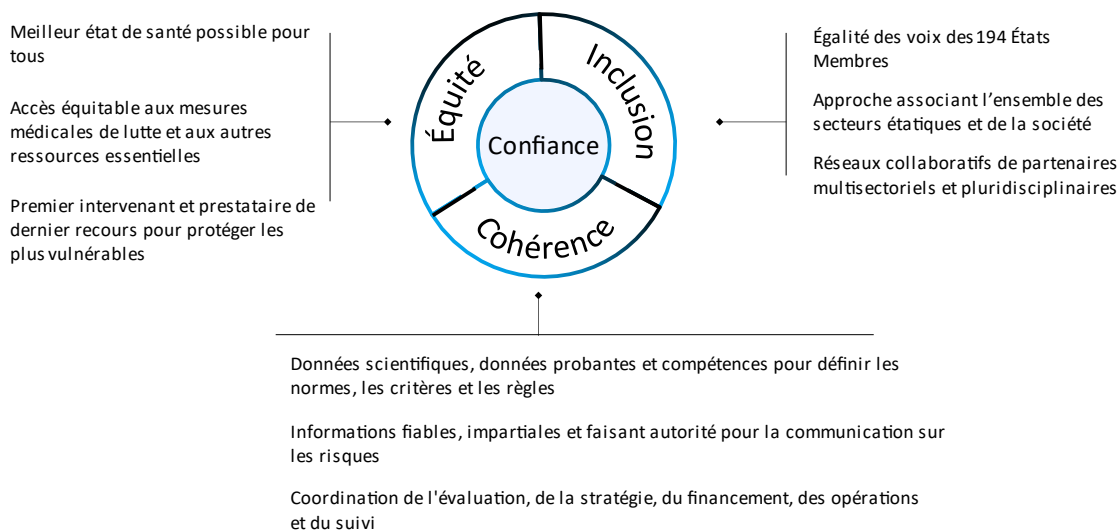 Meilleur état de santé possible pour
tous
Accès équitable aux mesures
médicales de lutte et aux autres
ressources essentielles
Premier intervenant et prestataire de
dernier recours pour protéger les
plus vulnérables
Équité
Inclusion
Confiance
Cohérence
Égalité des voix des 194 États
Membres
Approche associant l’ensemble des
secteurs étatiques et de la société
Réseaux collaboratifs de partenaires
multisectoriels et pluridisciplinaires
Données scientifiques, données probantes et compétences pour définir les
normes, les critères et les règles
Informations fiables, impartiales et faisant autorité pour la communication sur
les risques
Coordination de l'évaluation, de la stratégie, du financement, des opérations
et du suivi